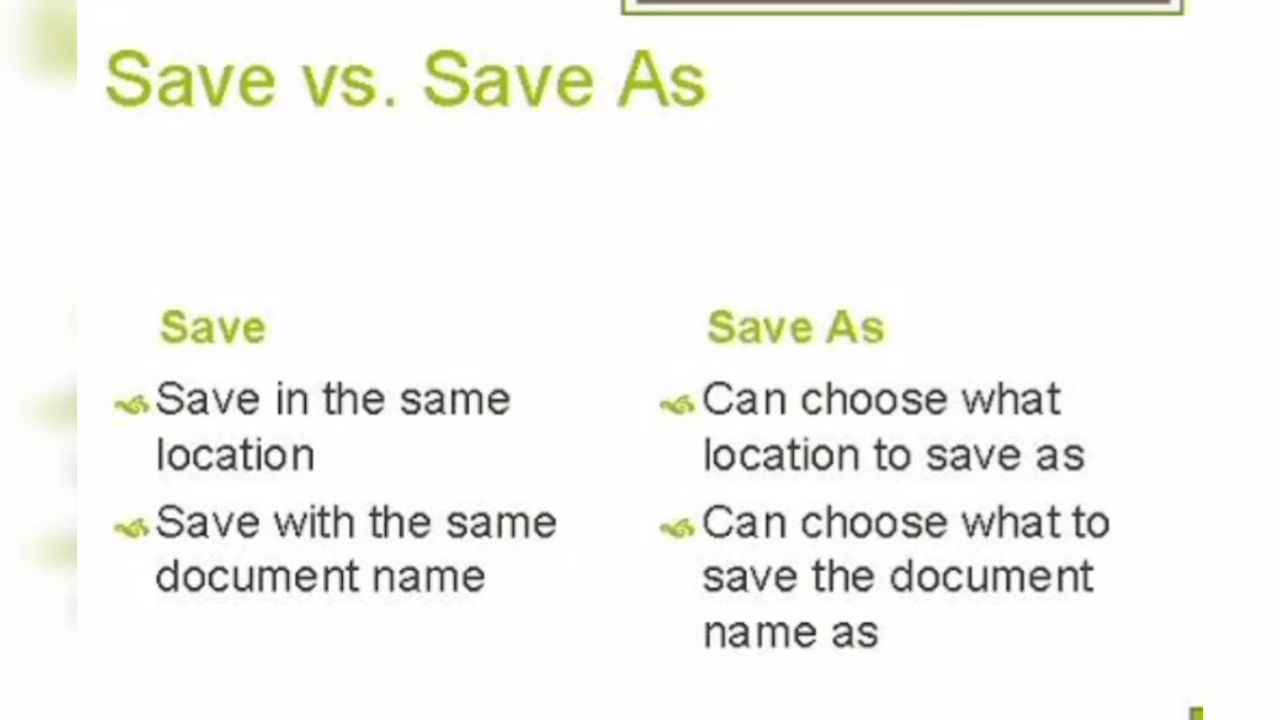 Save vs. Save As
Save
Save in the same
location
Save with the same
document name
Save As
Can choose what
location to save as
Can choose what to
save the document
name as